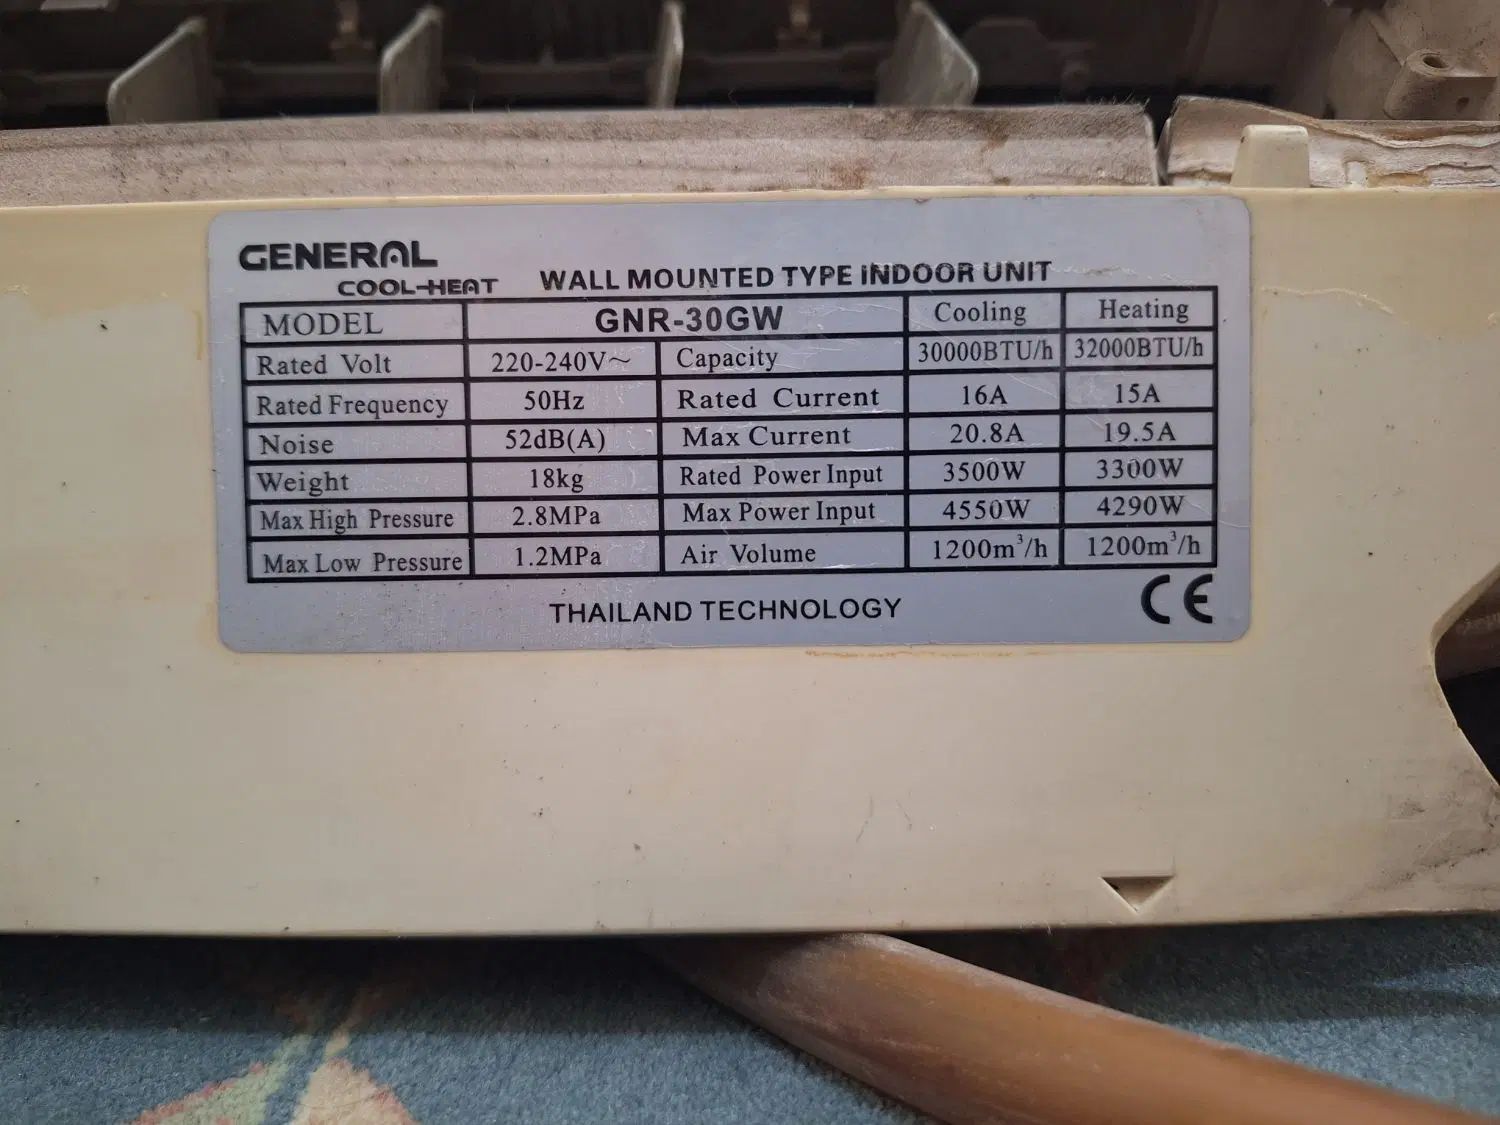 GENERAL
COOL-HEAT WALL MOUNTED TYPE INDOOR UNIT
MODEL GNR-30GW Cooling Heating
Rated Volt 220-240V~ Capacity 30000BTU/h 32000BTU/h
Rated Frequency 50Hz Rated Current 16A 15A
Noise 52dB(A) Max Current 20.8A 19.5A
Weight 18kg Rated Power Input 3500W 3300W
Max High Pressure 2.8MPa Max Power Input 4550W 4290W
Max Low Pressure 1.2MPa Air Volume 1200m³/h 1200m³/h
THAILAND TECHNOLOGY CE